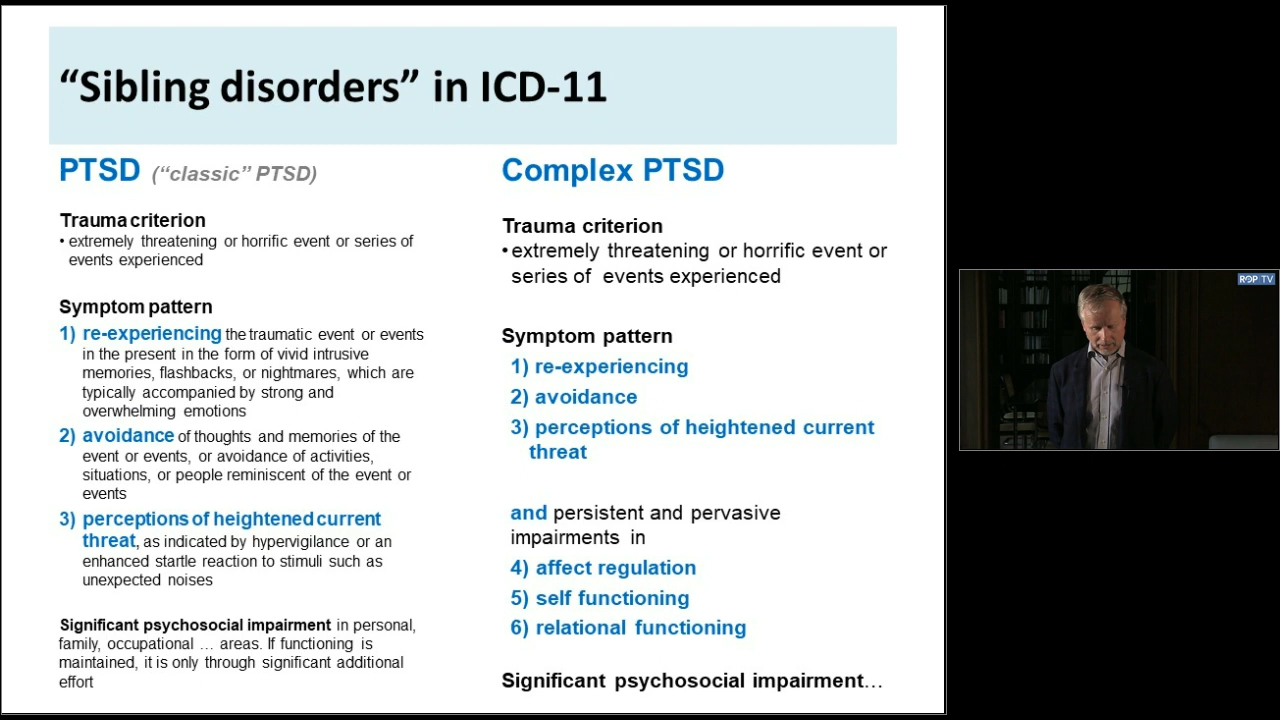 “Sibling disorders” in ICD-11
PTSD (“classic” PTSD)
Trauma criterion
• extremely threatening or horrific event or series of
events experienced
Symptom pattern
1) re-experiencing the traumatic event or events
in the present in the form of vivid intrusive
memories, flashbacks, or nightmares, which are
typically accompanied by strong and
overwhelming emotions
2) avoidance of thoughts and memories of the
event or events, or avoidance of activities,
situations, or people reminiscent of the event or
events
3) perceptions of heightened current
threat, as indicated by hypervigilance or an
enhanced startle reaction to stimuli such as
unexpected noises
Significant psychosocial impairment in personal,
family, occupational … areas. If functioning is
maintained, it is only through significant additional
effort
Complex PTSD
Trauma criterion
• extremely threatening or horrific event or
series of events experienced
Symptom pattern
1) re-experiencing
2) avoidance
3) perceptions of heightened current
threat
and persistent and pervasive
impairments in
4) affect regulation
5) self functioning
6) relational functioning
Significant psychosocial impairment…
ROP TV